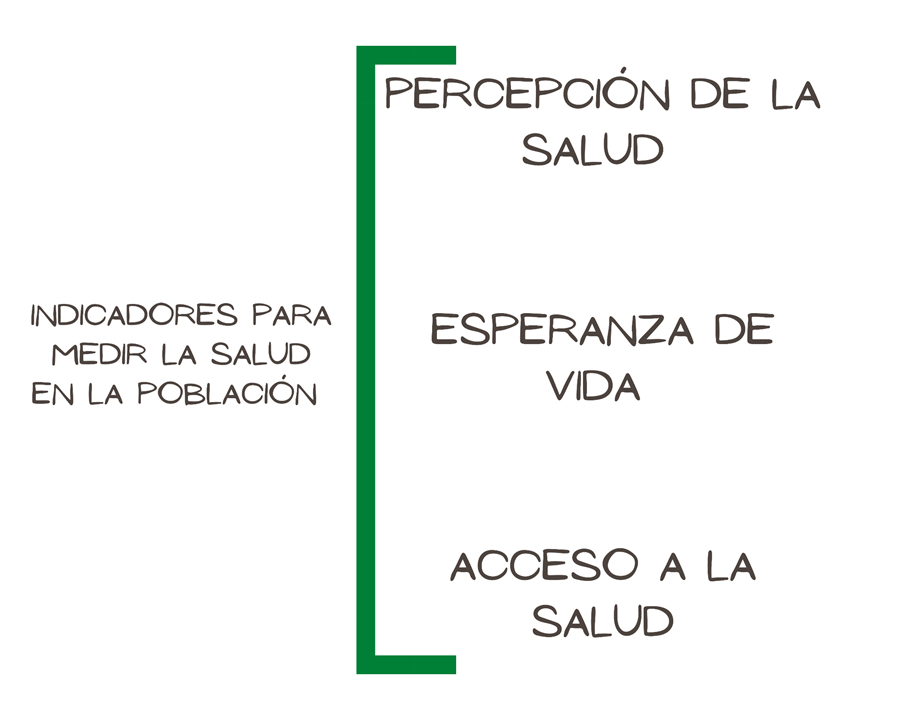 INDICADORES PARA
MEDIR LA SALUD
EN LA POBLACIÓN
PERCEPCIÓN DE LA
SALUD
ESPERANZA DE
VIDA
ACCESO A LA
SALUD